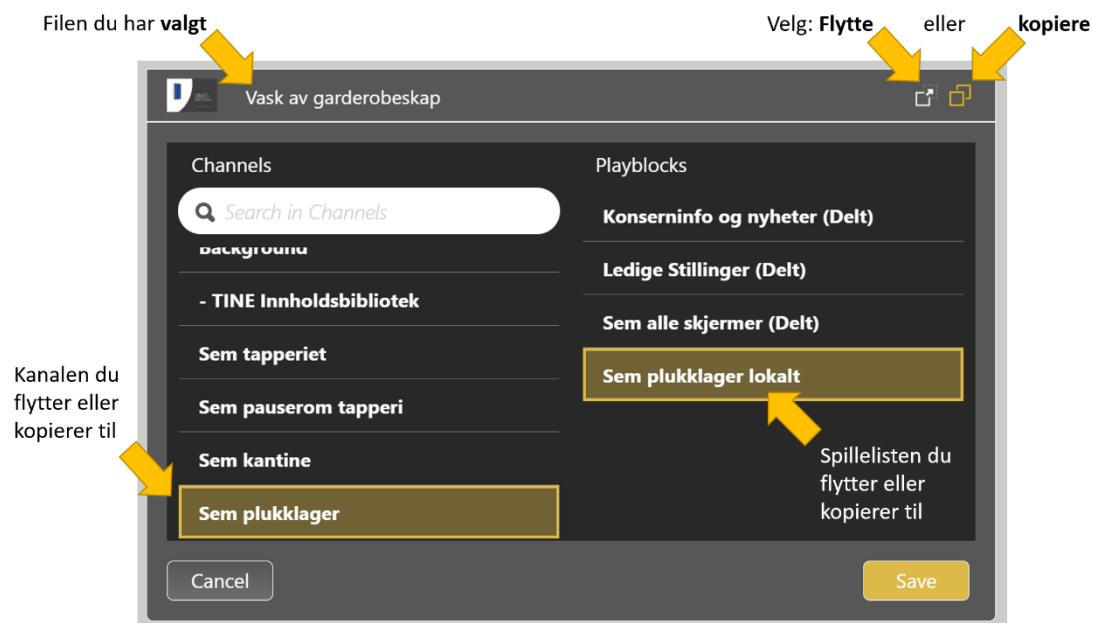 Filen du har valgt
Velg: Flytte eller kopiere
Vask av garderobeskap
Channels
Search in Channels
Background
- TINE Innholdsbibliotek
Sem tapperiet
Sem pauserom tapperi
Sem kantine
Sem plukklager
Playblocks
Konserninfo og nyheter (Delt)
Ledige Stillinger (Delt)
Sem alle skjermer (Delt)
Sem plukklager lokalt
Kanalen du
flytter eller
kopierer til
Spillelisten du
flytter eller
kopierer til
Cancel
Save